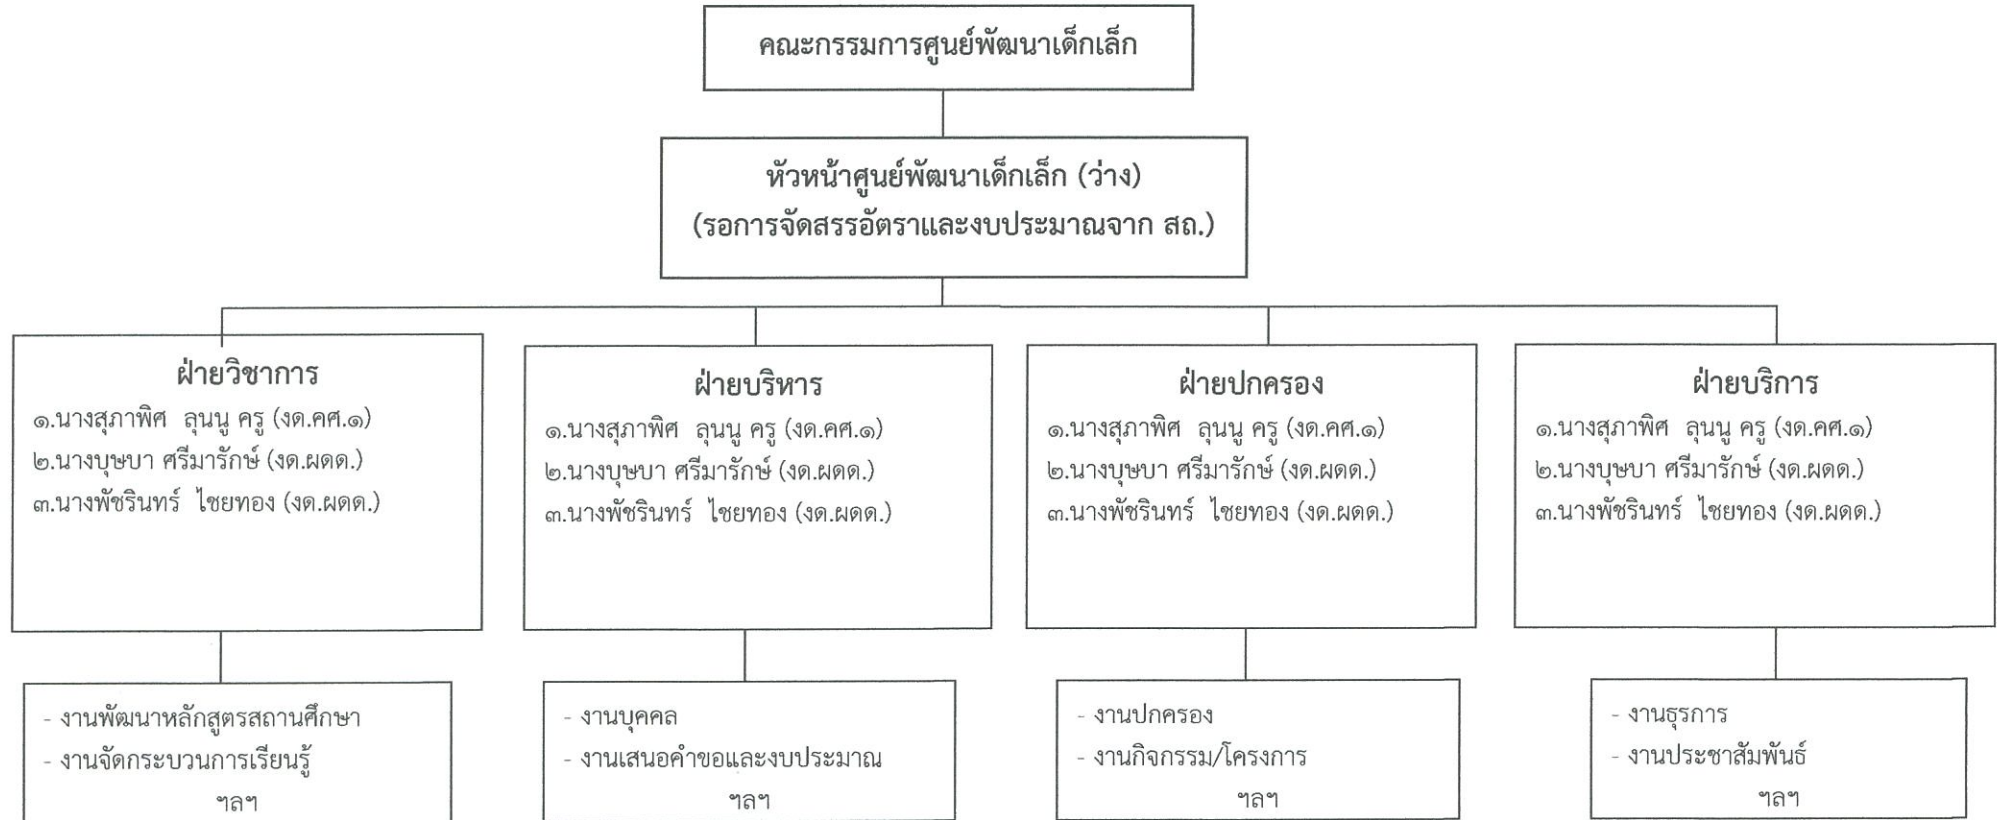 คณะกรรมการศูนย์พัฒนาเด็กเล็ก
หัวหน้าศูนย์พัฒนาเด็กเล็ก (ว่าง)
(รอการจัดสรรอัตราและงบประมาณจาก สถ.)
ฝ่ายวิชาการ
๑.นางสุภาพิศ ลุนนู ครู (งด.คศ.๑)
๒.นางบุษบา ศรีมารักษ์ (งด.ผดด.)
๓.นางพัชรินทร์ ไชยทอง (งด.ผดด.)
ฝ่ายบริหาร
๑.นางสุภาพิศ ลุนนู ครู (งด.คศ.๑)
๒.นางบุษบา ศรีมารักษ์ (งด.ผดด.)
๓.นางพัชรินทร์ ไชยทอง (งด.ผดด.)
ฝ่ายปกครอง
๑.นางสุภาพิศ ลุนนู ครู (งด.คศ.๑)
๒.นางบุษบา ศรีมารักษ์ (งด.ผดด.)
๓.นางพัชรินทร์ ไชยทอง (งด.ผดด.)
ฝ่ายบริการ
๑.นางสุภาพิศ ลุนนู ครู (งด.คศ.๑)
๒.นางบุษบา ศรีมารักษ์ (งด.ผดด.)
๓.นางพัชรินทร์ ไชยทอง (งด.ผดด.)
- งานพัฒนาหลักสูตรสถานศึกษา
- งานจัดกระบวนการเรียนรู้
ฯลฯ
- งานบุคคล
- งานเสนอคำขอและงบประมาณ
ฯลฯ
- งานปกครอง
- งานกิจกรรม/โครงการ
ฯลฯ
- งานธุรการ
- งานประชาสัมพันธ์
ฯลฯ